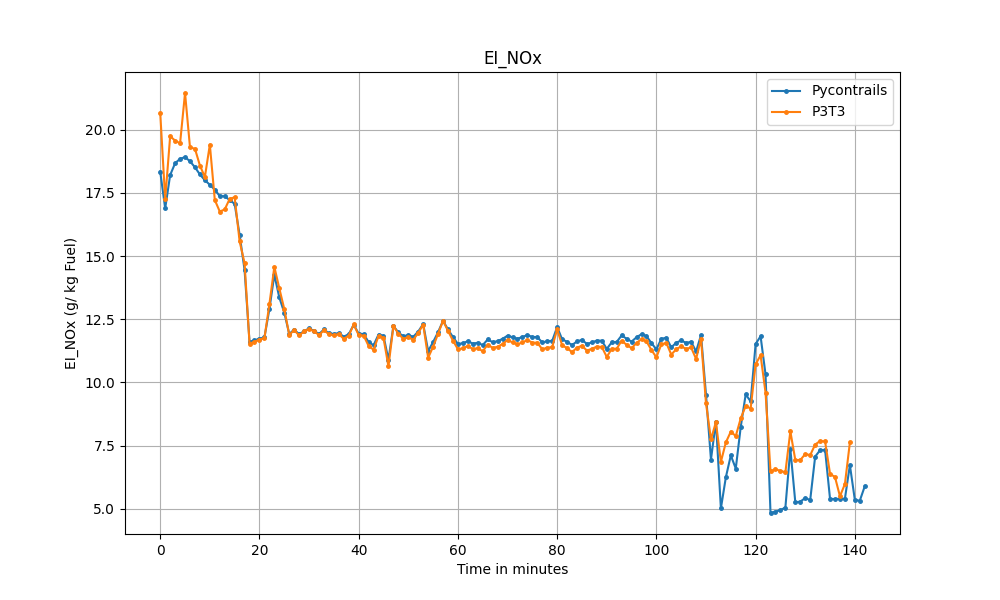 EI_NOx
Pycontrails
P3T3
EI_NOx (g/ kg Fuel)
20.0
17.5
15.0
12.5
10.0
7.5
5.0
0 20 40 60 80 100 120 140
Time in minutes